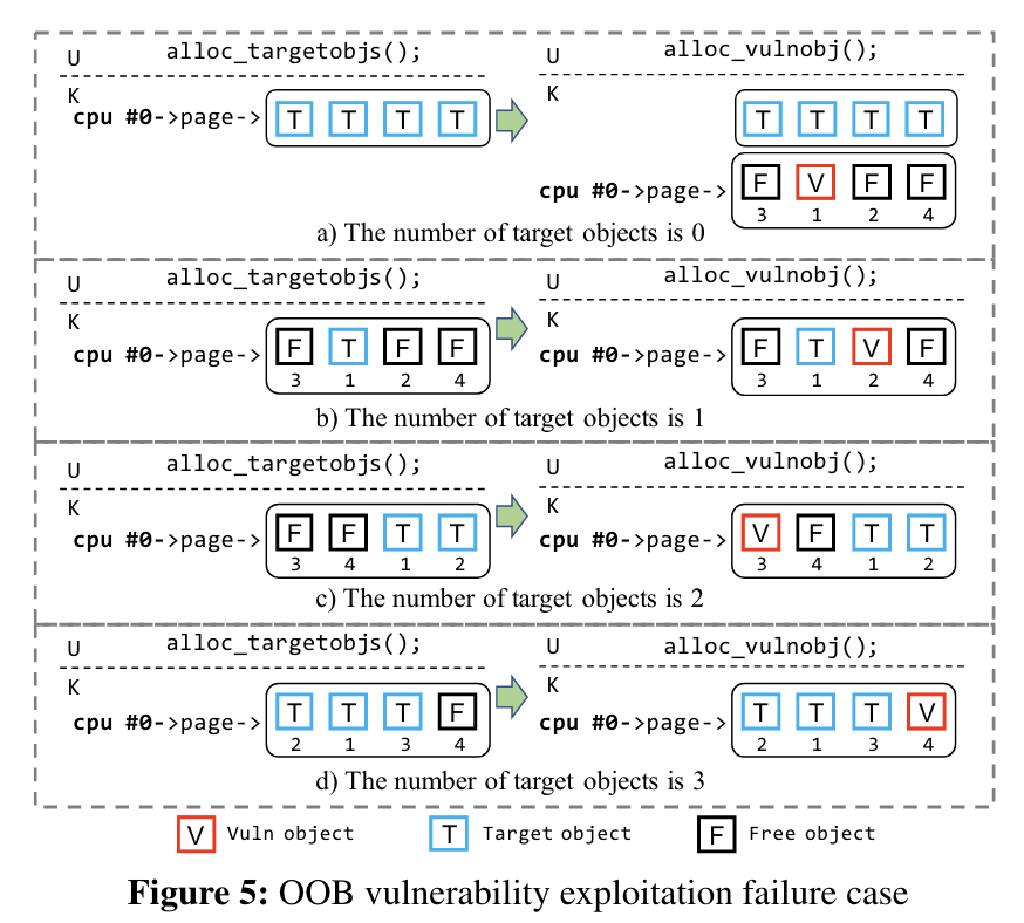 U alloc_targetobjs(); U alloc_vulnobj();
K K
cpu #0->page-> T T T T T T T T
cpu #0->page-> F V F F
3 1 2 4
a) The number of target objects is 0
U alloc_targetobjs(); U alloc_vulnobj();
K K
cpu #0->page-> F T F F cpu #0->page-> F T V F
3 1 2 4 3 1 2 4
b) The number of target objects is 1
U alloc_targetobjs(); U alloc_vulnobj();
K K
cpu #0->page-> F F T T cpu #0->page-> V F T T
3 4 1 2 3 4 1 2
c) The number of target objects is 2
U alloc_targetobjs(); U alloc_vulnobj();
K K
cpu #0->page-> T T T F cpu #0->page-> T T T V
2 1 3 4 2 1 3 4
d) The number of target objects is 3
V Vuln object T Target object F Free object
Figure 5: OOB vulnerability exploitation failure case